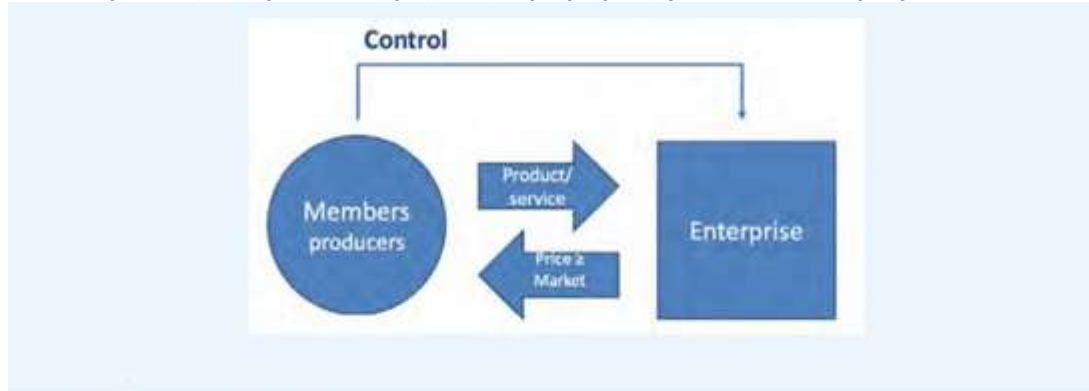 Control
Members
producers
Product/
service
Price ≥
Market
Enterprise